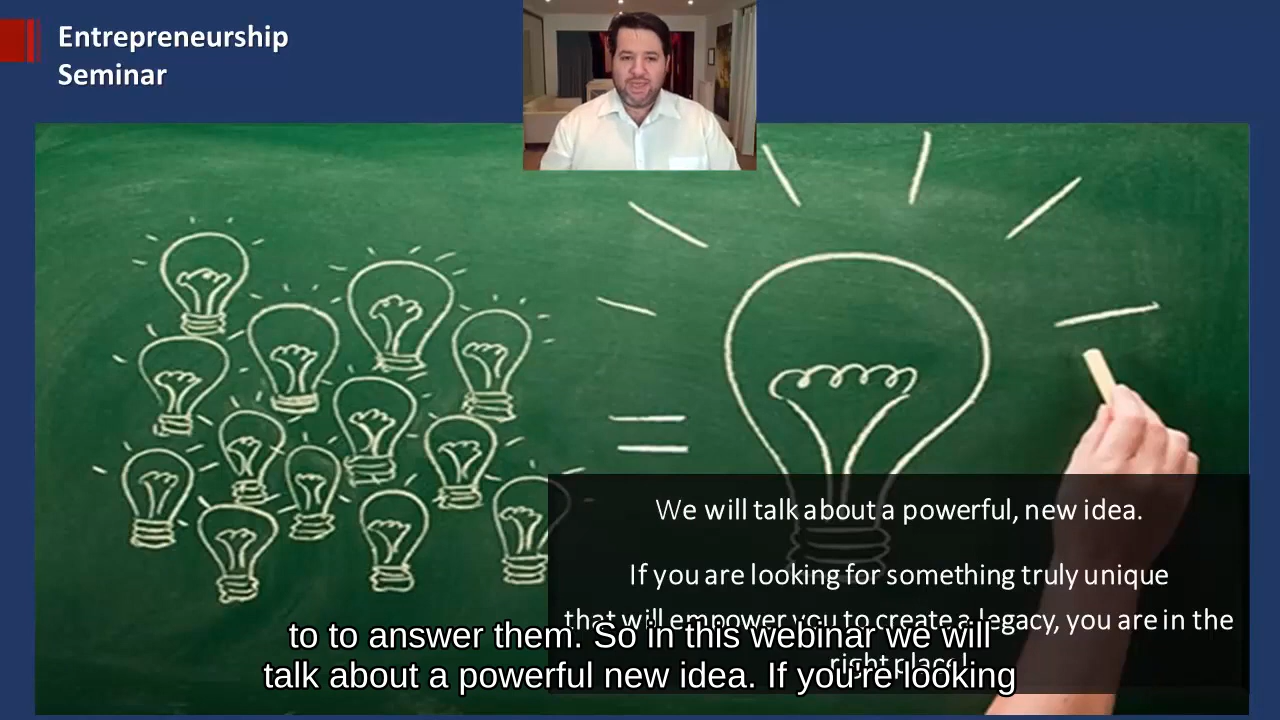 Entrepreneurship
Seminar
We will talk about a powerful, new idea.
If you are looking for something truly unique
that will empower you to create a legacy, you are in the
right place!
to to answer them. So in this webinar we will
talk about a powerful new idea. If you're looking